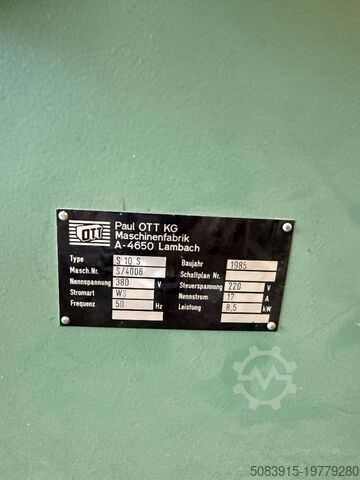 OTT
Paul OTT KG
Maschinenfabrik
A-4650 Lambach
Type S 10 S
Masch.Nr. S/4006
Nennspannung 380 V
Stromart WS
Frequenz 50 Hz
Baujahr 1985
Schaltplan Nr.
Steuerspannung 220 V
Nennstrom 17 A
Leistung 8,5 kW
5083915-19779280